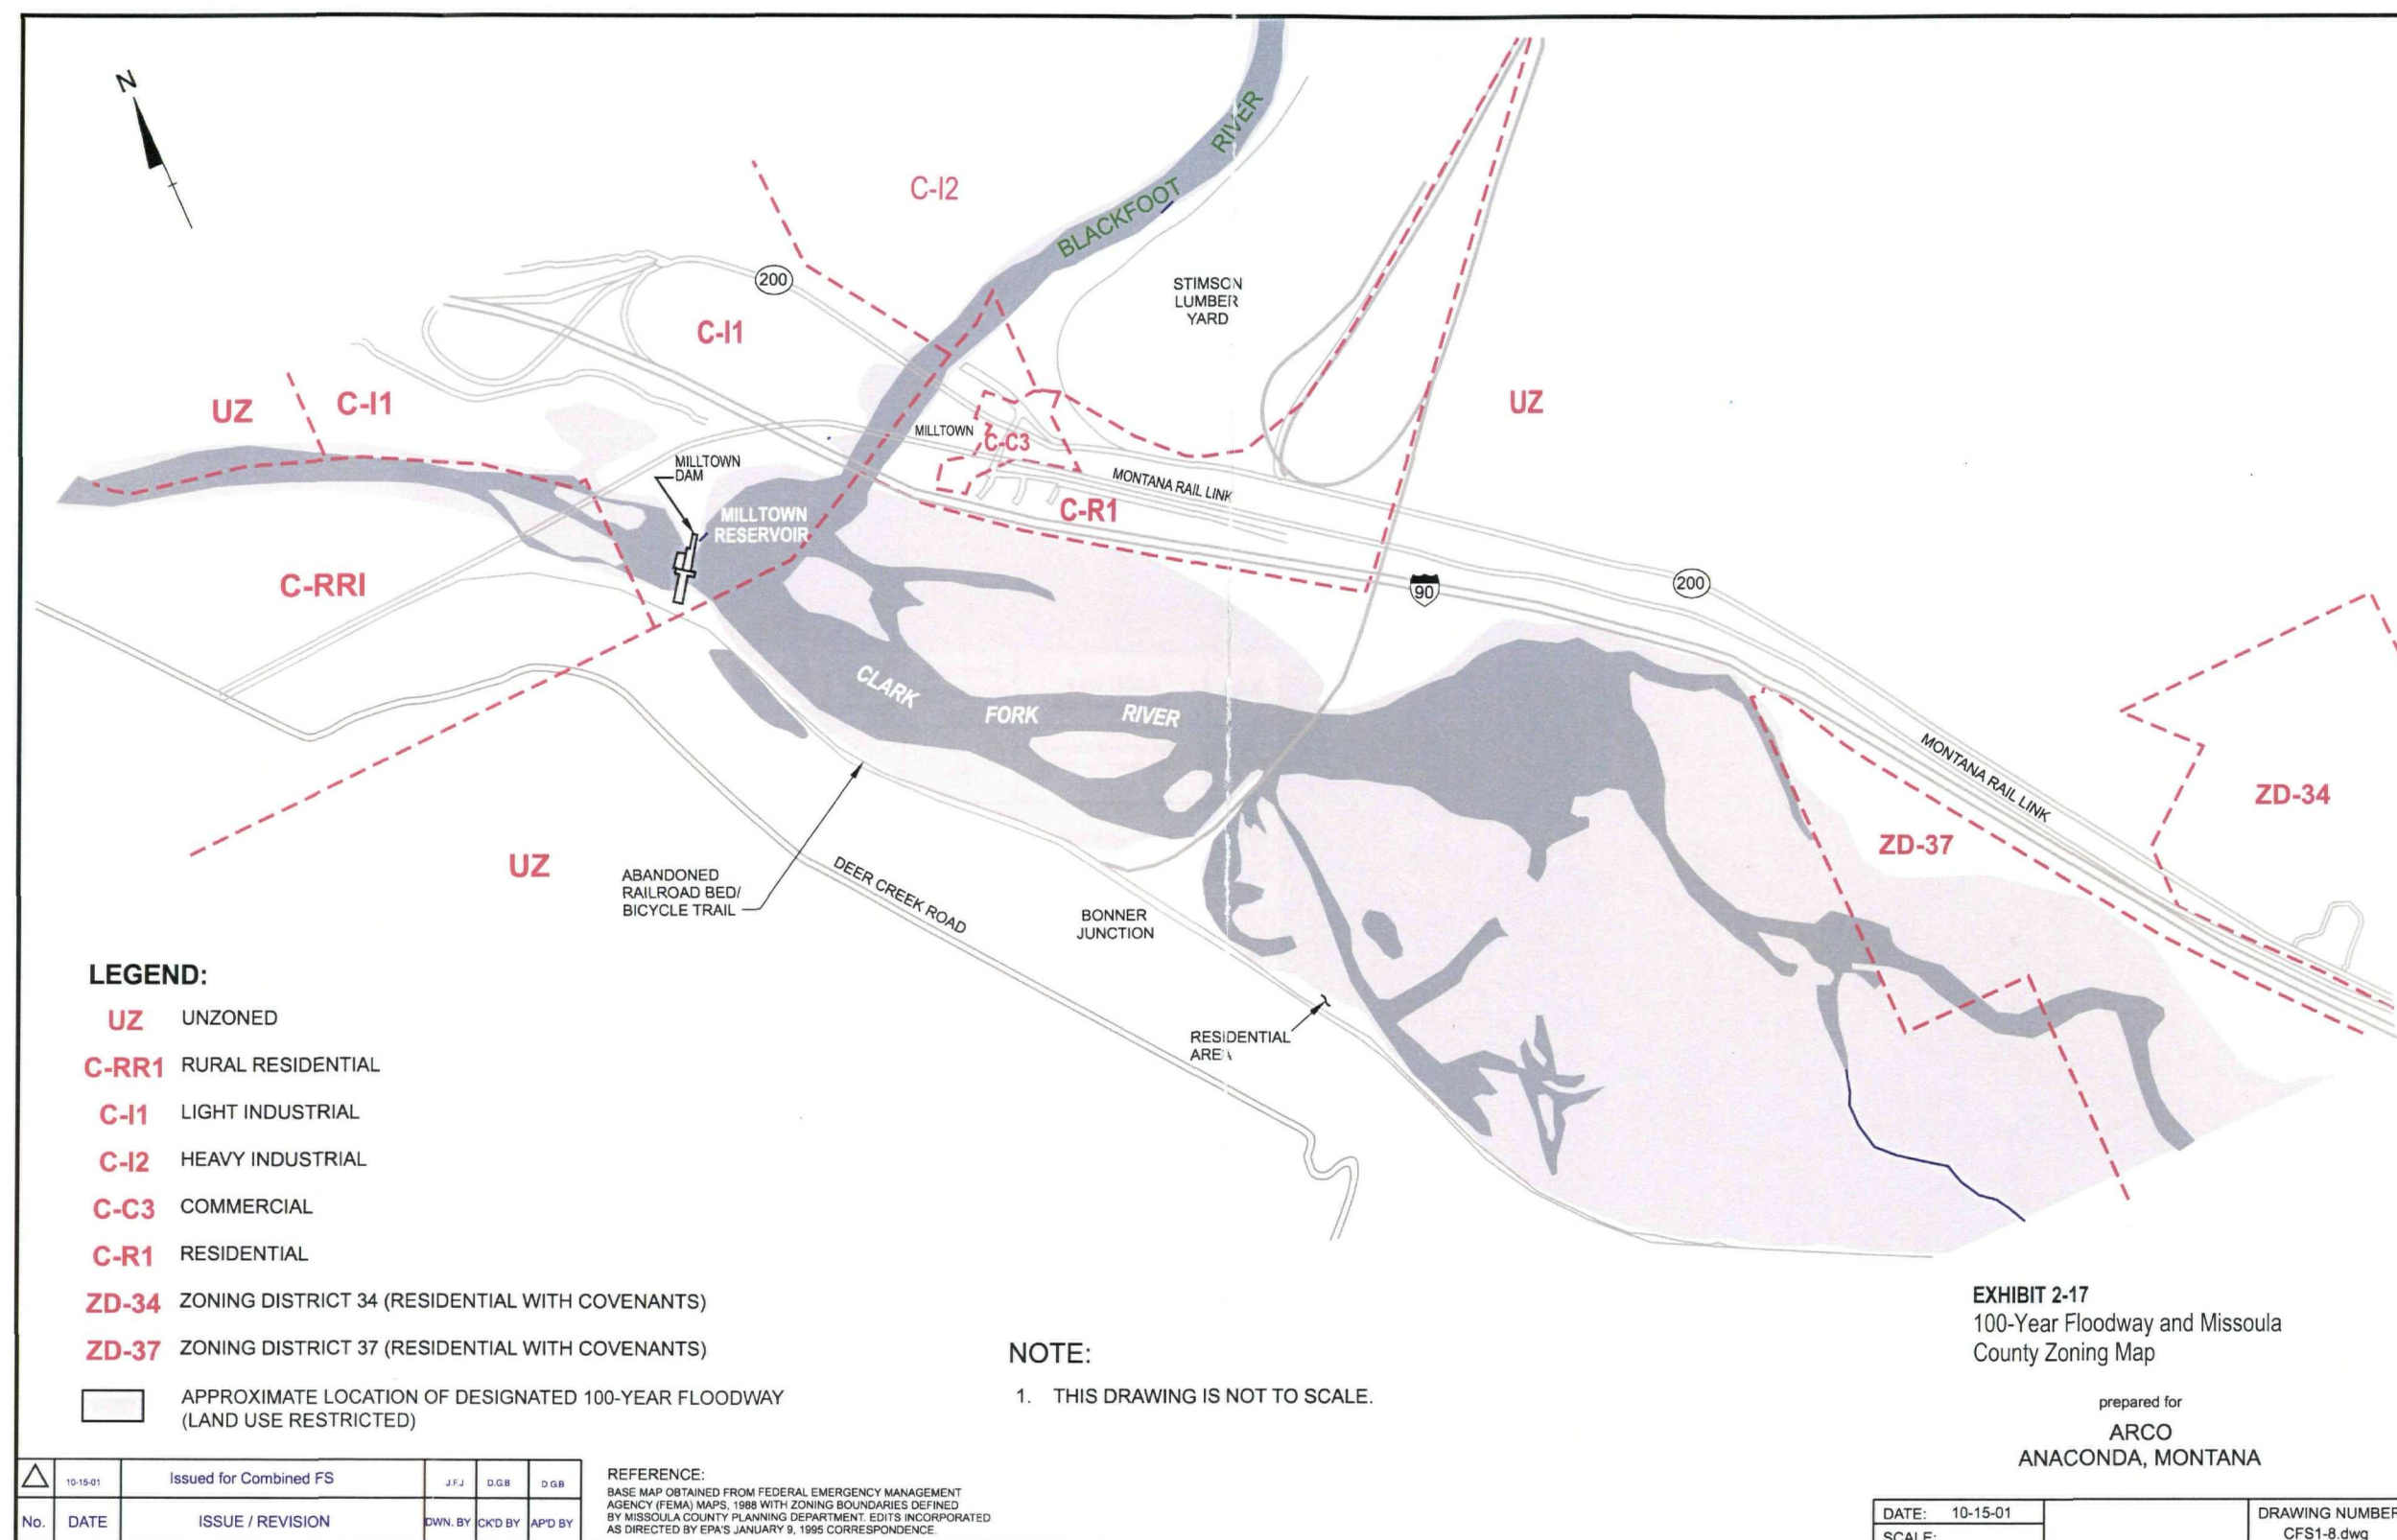 N
BLACKFOOT RIVER
C-I2
200
STIMSON
LUMBER
YARD
C-I1
UZ
C-I1
UZ
MILLTOWN
C-C3
MILLTOWN
DAM
MONTANA RAIL LINK
MILLTOWN
RESERVOIR
C-R1
C-RRI
90
200
CLARK FORK RIVER
MONTANA RAIL LINK
ZD-34
ZD-37
UZ
ABANDONED
RAILROAD BED/
BICYCLE TRAIL
DEER CREEK ROAD
BONNER
JUNCTION
RESIDENTIAL
AREA
LEGEND:
UZ UNZONED
C-RR1 RURAL RESIDENTIAL
C-I1 LIGHT INDUSTRIAL
C-I2 HEAVY INDUSTRIAL
C-C3 COMMERCIAL
C-R1 RESIDENTIAL
ZD-34 ZONING DISTRICT 34 (RESIDENTIAL WITH COVENANTS)
ZD-37 ZONING DISTRICT 37 (RESIDENTIAL WITH COVENANTS)
APPROXIMATE LOCATION OF DESIGNATED 100-YEAR FLOODWAY
(LAND USE RESTRICTED)
NOTE:
1. THIS DRAWING IS NOT TO SCALE.
EXHIBIT 2-17
100-Year Floodway and Missoula
County Zoning Map
prepared for
ARCO
ANACONDA, MONTANA
10-15-01 Issued for Combined FS J.F.J D.G.B D.G.B
No. DATE ISSUE / REVISION DWN. BY CK'D BY AP'D BY
REFERENCE:
BASE MAP OBTAINED FROM FEDERAL EMERGENCY MANAGEMENT
AGENCY (FEMA) MAPS, 1988 WITH ZONING BOUNDARIES DEFINED
BY MISSOULA COUNTY PLANNING DEPARTMENT. EDITS INCORPORATED
AS DIRECTED BY EPA'S JANUARY 9, 1995 CORRESPONDENCE.
DATE: 10-15-01
SCALE:
DRAWING NUMBER
CFS1-8.dwg